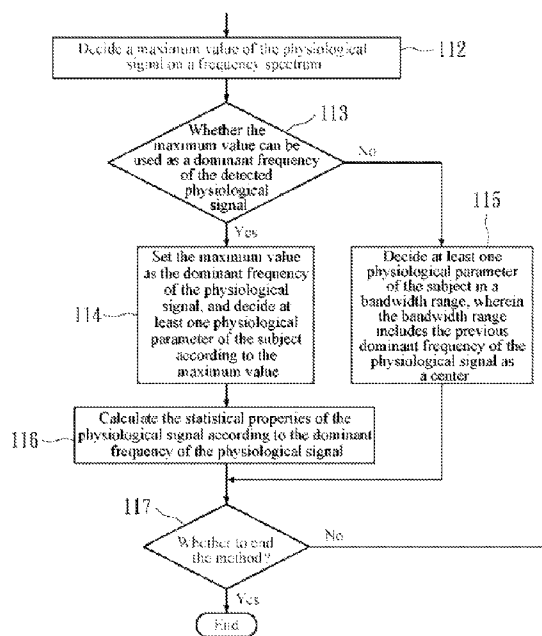 Decide a maximum value of the physiological
signal on a frequency spectrum
112
113
Whether the
maximum value can be
used as a dominant frequency
of the detected
physiological
signal
No
Yes
115
Set the maximum value
as the dominant frequency
of the physiological
signal, and decide at
least one physiological
parameter of the subject
according to the
maximum value
114
Decide at least one
physiological parameter
of the subject in a
bandwidth range, wherein
the bandwidth range
includes the previous
dominant frequency of the
physiological signal as
a center
Calculate the statistical properties of the
physiological signal according to the dominant
frequency of the physiological signal
116
117
Whether to end
the method?
No
Yes
End